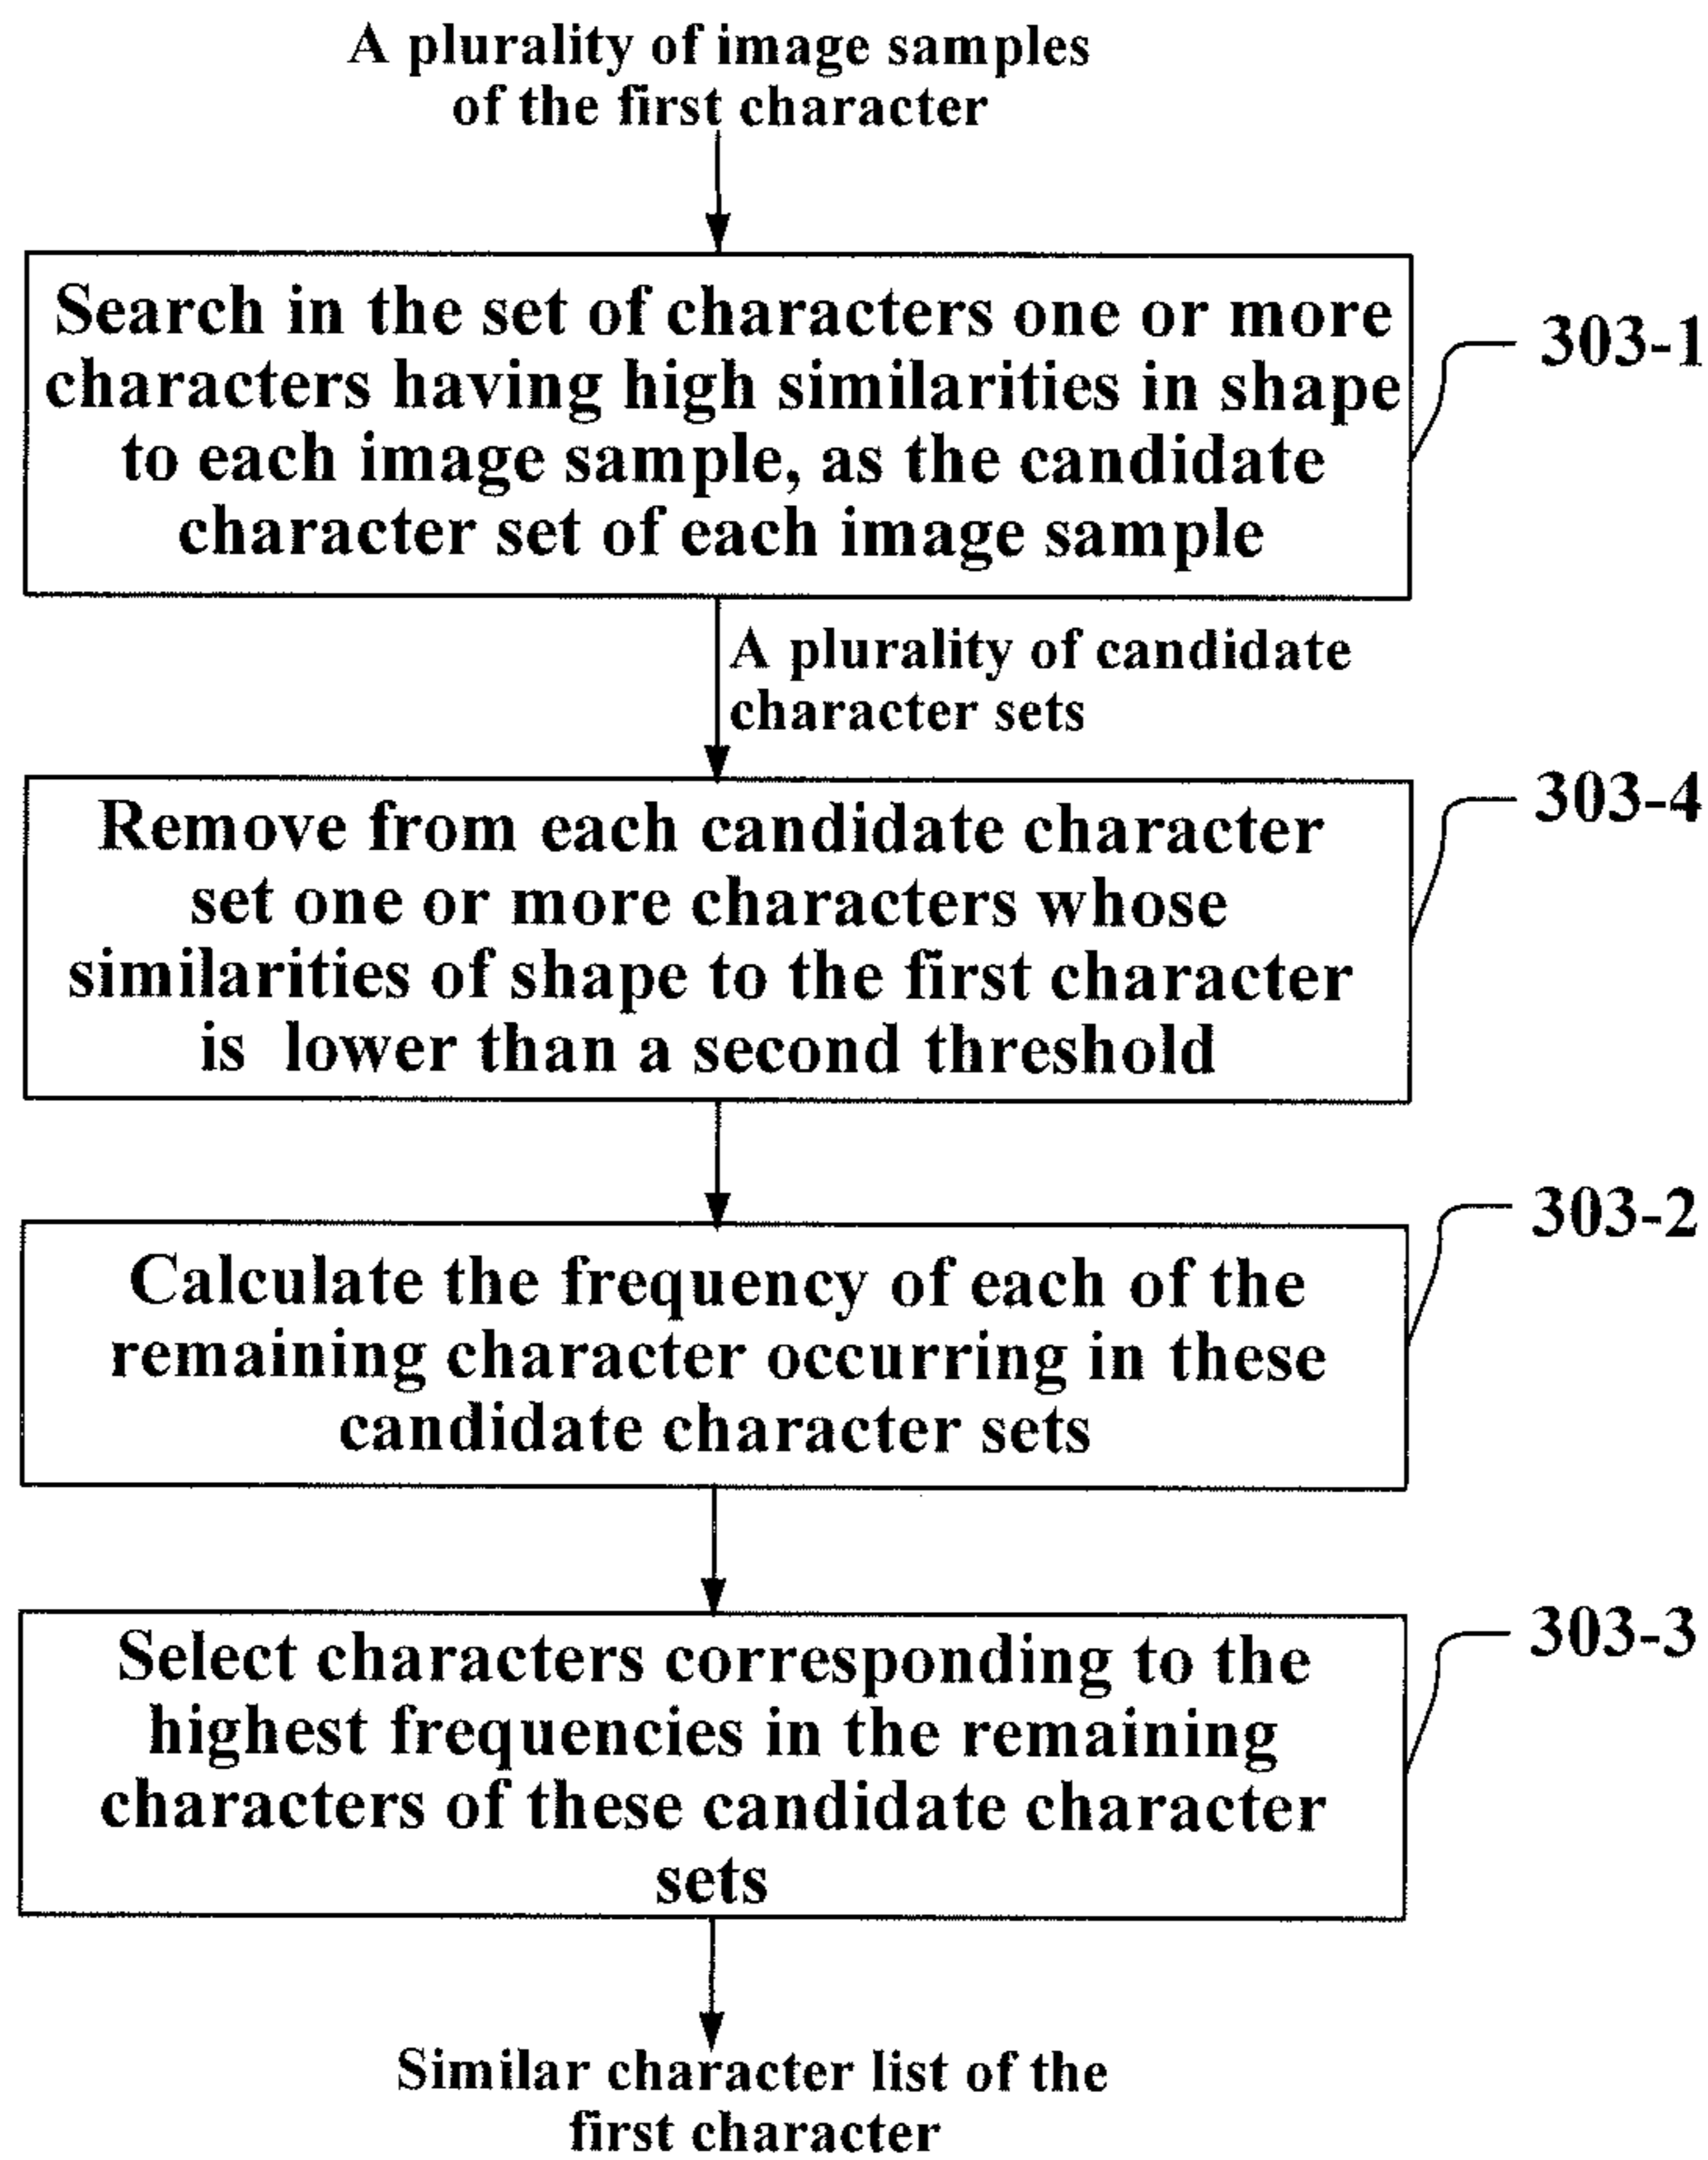 A plurality of image samples
of the first character
Search in the set of characters one or more
characters having high similarities in shape
to each image sample, as the candidate
character set of each image sample
303-1
A plurality of candidate
character sets
Remove from each candidate character
set one or more characters whose
similarities of shape to the first character
is lower than a second threshold
303-4
Calculate the frequency of each of the
remaining character occurring in these
candidate character sets
303-2
Select characters corresponding to the
highest frequencies in the remaining
characters of these candidate character
sets
303-3
Similar character list of the
first character